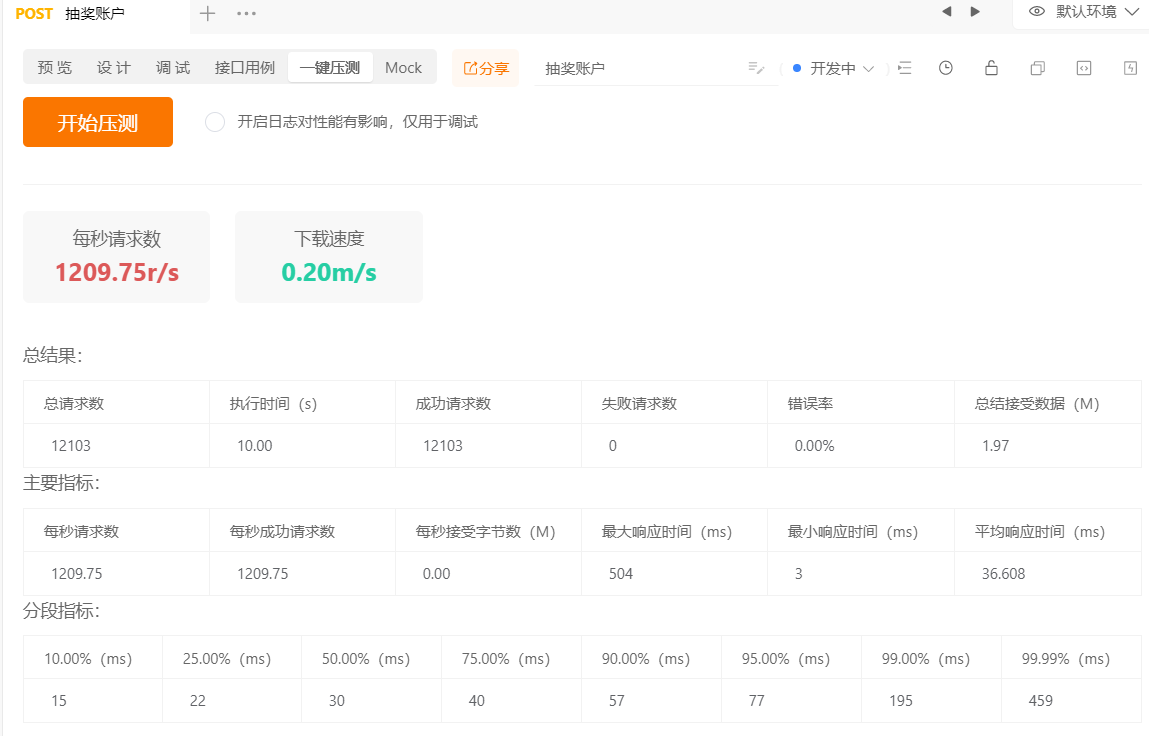 POST 抽奖账户 默认环境
预 览 设 计 调 试 接口用例 一键压测 Mock 分享 抽奖账户 开发中
开始压测 开启日志对性能有影响，仅用于调试
每秒请求数 下载速度
1209.75r/s 0.20m/s
总结果：
总请求数 执行时间（s） 成功请求数 失败请求数 错误率 总结接受数据（M）
12103 10.00 12103 0 0.00% 1.97
主要指标：
每秒请求数 每秒成功请求数 每秒接受字节数（M） 最大响应时间（ms） 最小响应时间（ms） 平均响应时间（ms）
1209.75 1209.75 0.00 504 3 36.608
分段指标：
10.00%（ms） 25.00%（ms） 50.00%（ms） 75.00%（ms） 90.00%（ms） 95.00%（ms） 99.00%（ms） 99.99%（ms）
15 22 30 40 57 77 195 459